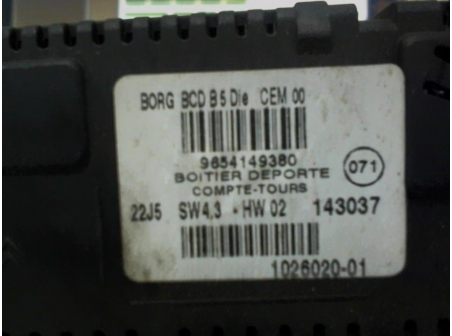 BORG BCD B5 Die CEM 00
9654149380
BOITIER DEPORTE
COMPTE-TOURS
071
22J5 SW4.3 - HW 02 143037
1026020-01